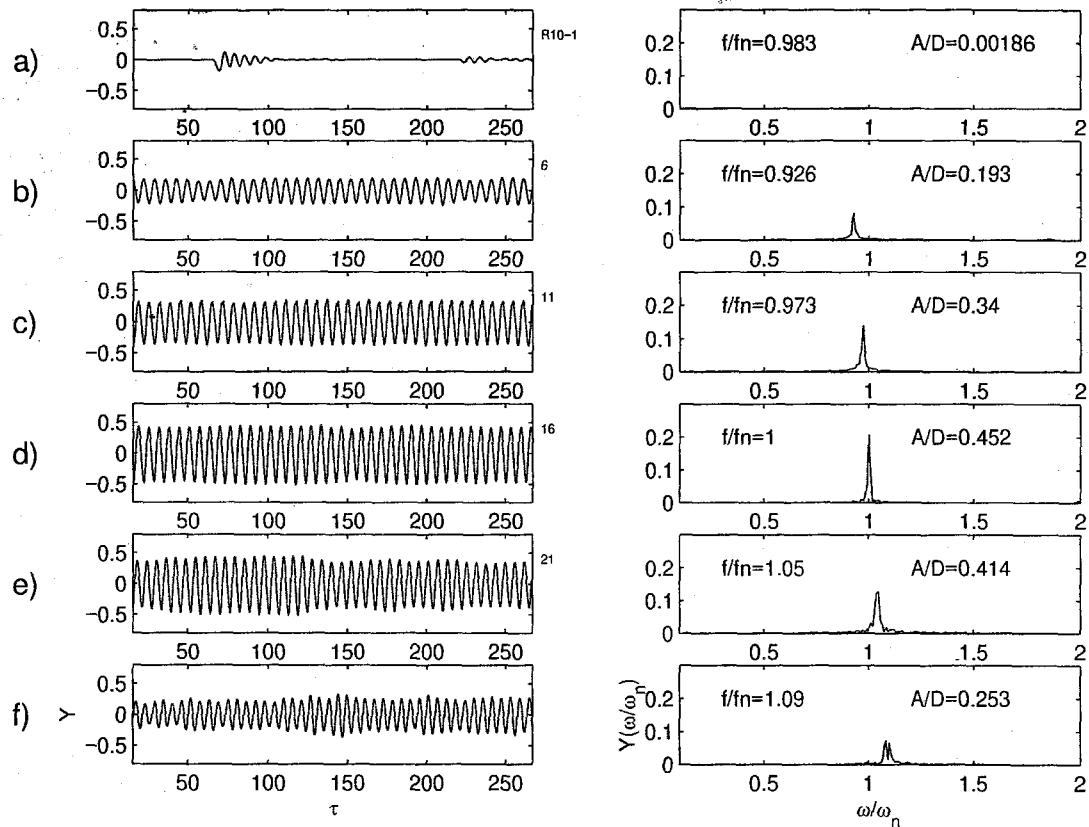 a)
0.5
0
−0.5
50 100 150 200 250
R10-1
0.2
0.1
0
f/fn=0.983 A/D=0.00186
0.5 1 1.5 2
b)
0.5
0
−0.5
50 100 150 200 250
6
0.2
0.1
0
f/fn=0.926 A/D=0.193
0.5 1 1.5 2
c)
0.5
0
−0.5
50 100 150 200 250
11
0.2
0.1
0
f/fn=0.973 A/D=0.34
0.5 1 1.5 2
d)
0.5
0
−0.5
50 100 150 200 250
16
0.2
0.1
0
f/fn=1 A/D=0.452
0.5 1 1.5 2
e)
0.5
0
−0.5
50 100 150 200 250
21
0.2
0.1
0
f/fn=1.05 A/D=0.414
0.5 1 1.5 2
f)
Y
0.5
0
−0.5
50 100 150 200 250
τ
Y(ω/ωn)
0.2
0.1
0
f/fn=1.09 A/D=0.253
0.5 1 1.5 2
ω/ωn